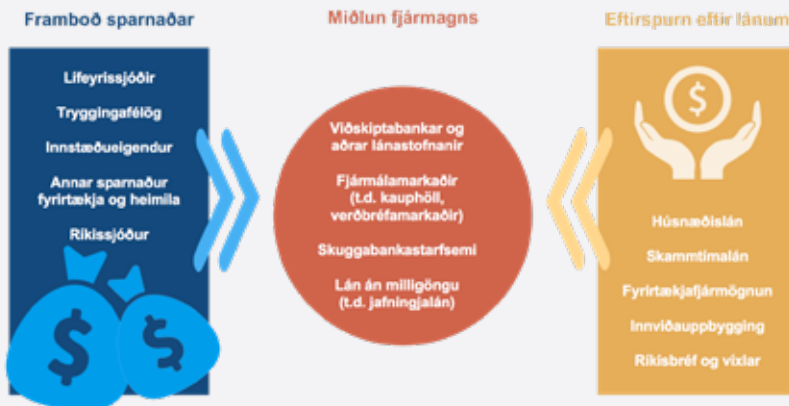 Framboð sparnaðar
Lífeyrissjóðir
Tryggingafélög
Innstæðueigendur
Annar sparnaður
fyrirtækja og heimila
Ríkissjóður
$
$
Miðlun fjármagns
Viðskiptabankar og
aðrar lánastofnanir
Fjármálamarkaðir
(t.d. kauphöll,
verðbréfamarkaðir)
Skuggabankastarfsemi
Lán án milligöngu
(t.d. jafningjalán)
Eftirspurn eftir lánum
$
Húsnæðislán
Skammtímalán
Fyrirtækjafjármögnun
Innviðauppbygging
Ríkisbréf og víxlar